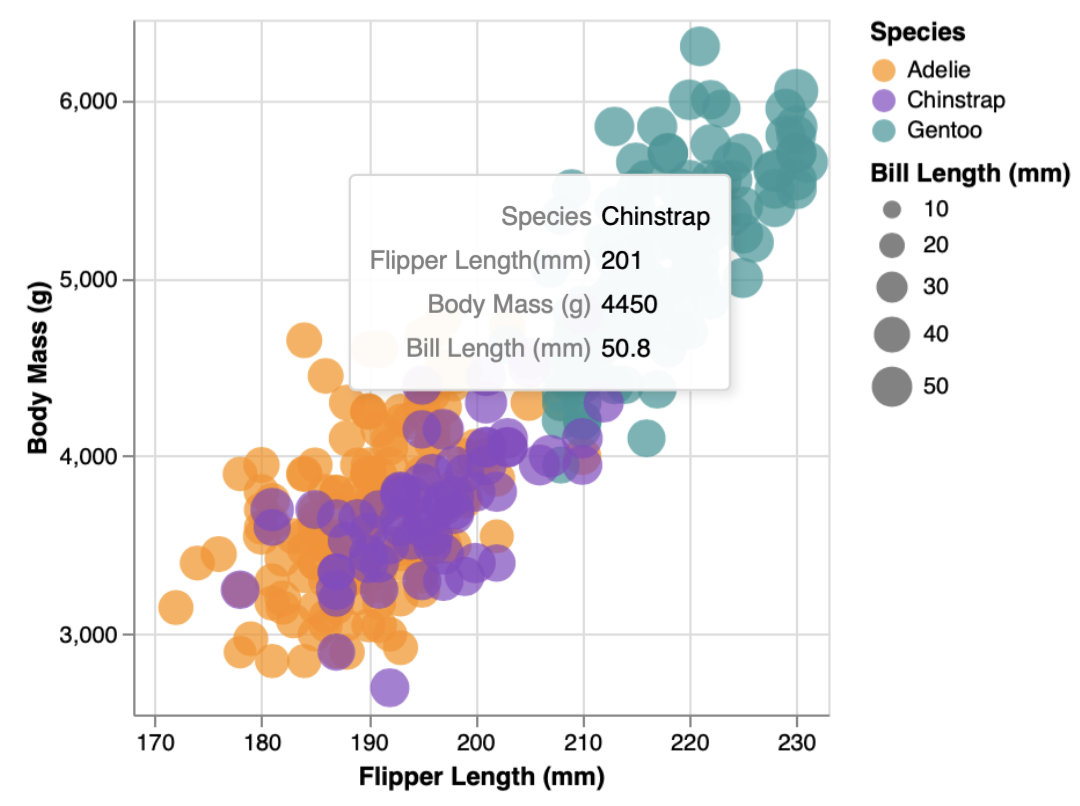 Species
Adelie
Chinstrap
Gentoo
Bill Length (mm)
10
20
30
40
50
Species Chinstrap
Flipper Length(mm) 201
Body Mass (g) 4450
Bill Length (mm) 50.8
Body Mass (g)
6,000
5,000
4,000
3,000
170 180 190 200 210 220 230
Flipper Length (mm)